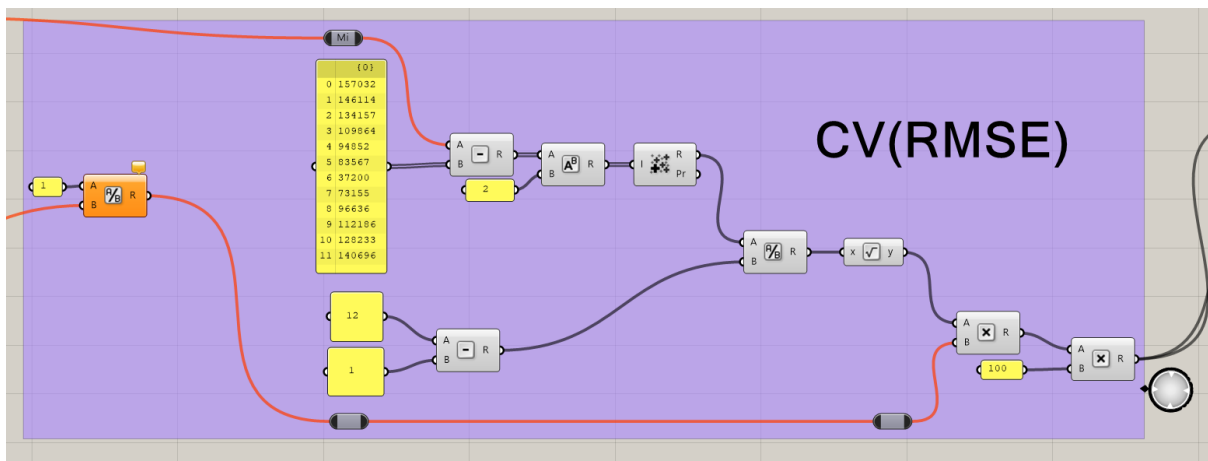 Mi
{0}
0 157032
1 146114
2 134157
3 109864
4 94852
5 83567
6 37200
7 73155
8 96636
9 112186
10 128233
11 140696
CV(RMSE)
A - R
B
A Aᴮ R
B
I R
Pr
2
1
A A/B R
B
A A/B R
B
x √ y
12
1
A - R
B
A × R
B
100
A × R
B